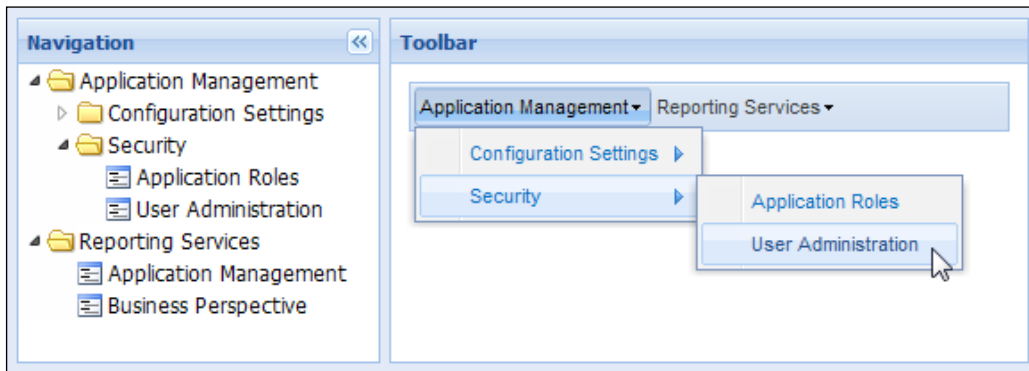 Navigation
Application Management
Configuration Settings
Security
Application Roles
User Administration
Reporting Services
Application Management
Business Perspective
Toolbar
Application Management Reporting Services
Configuration Settings
Security
Application Roles
User Administration